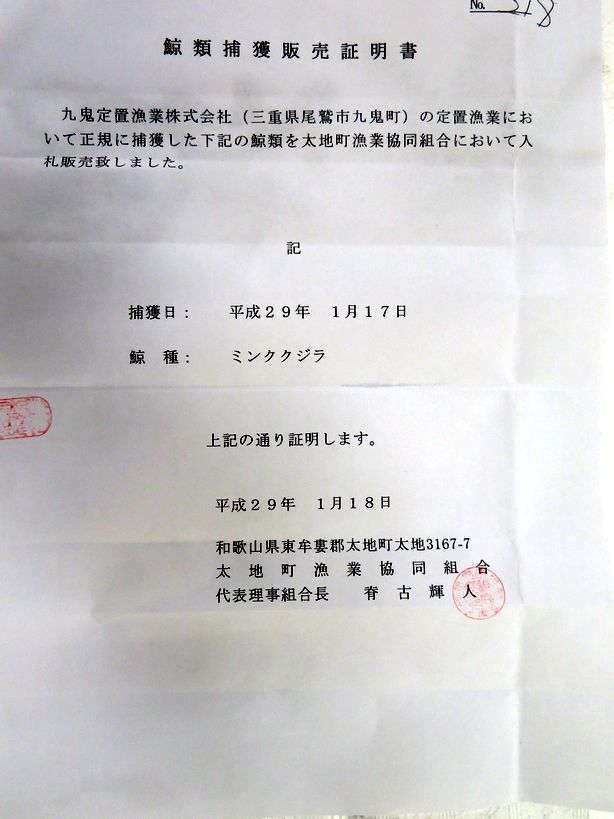 No. 318
鯨類捕獲販売証明書
九鬼定置漁業株式会社（三重県尾鷲市九鬼町）の定置漁業にお
いて正規に捕獲した下記の鯨類を太地町漁業協同組合において入
札販売致しました。
記
捕獲日： 平成２９年 １月１７日
鯨 種： ミンククジラ
上記の通り証明します。
平成２９年 １月１８日
和歌山県東牟婁郡太地町太地3167-7
太地町漁業協同組合
代表理事組合長 脊古輝人